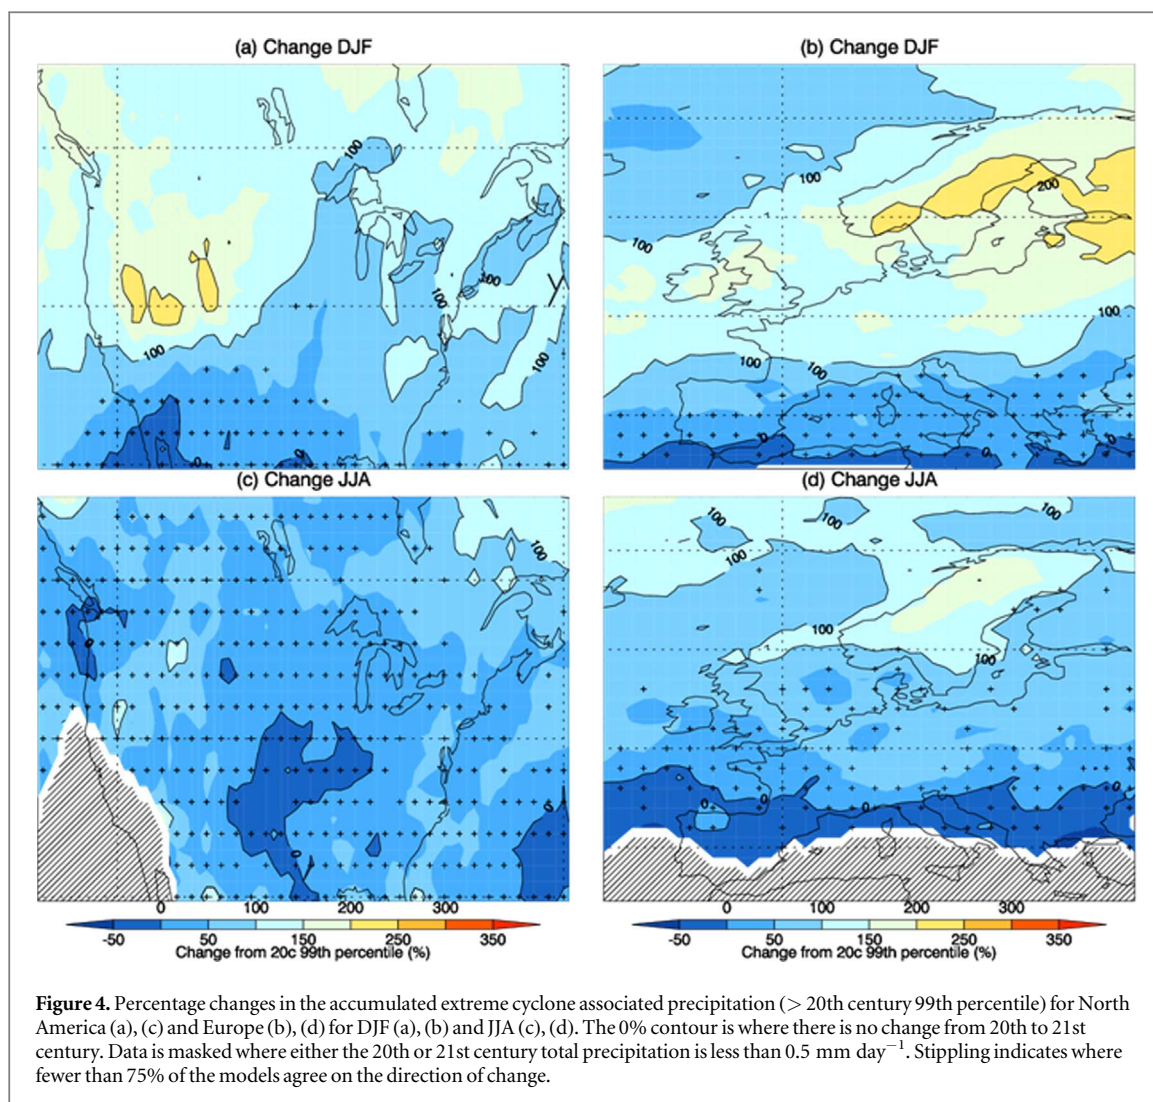 (a) Change DJF
(b) Change DJF
100
100
100
100
100
100
200
100
100
100
100
0
0
0
0
(c) Change JJA
(d) Change JJA
100
0
0
100
100
100
100
100
100
0
0
0
0
0 100 200 300
-50 50 150 250 350
Change from 20c 99th percentile (%)
0 100 200 300
-50 50 150 250 350
Change from 20c 99th percentile (%)
Figure 4. Percentage changes in the accumulated extreme cyclone associated precipitation (> 20th century 99th percentile) for North
America (a), (c) and Europe (b), (d) for DJF (a), (b) and JJA (c), (d). The 0% contour is where there is no change from 20th to 21st
century. Data is masked where either the 20th or 21st century total precipitation is less than 0.5 mm day⁻¹. Stippling indicates where
fewer than 75% of the models agree on the direction of change.